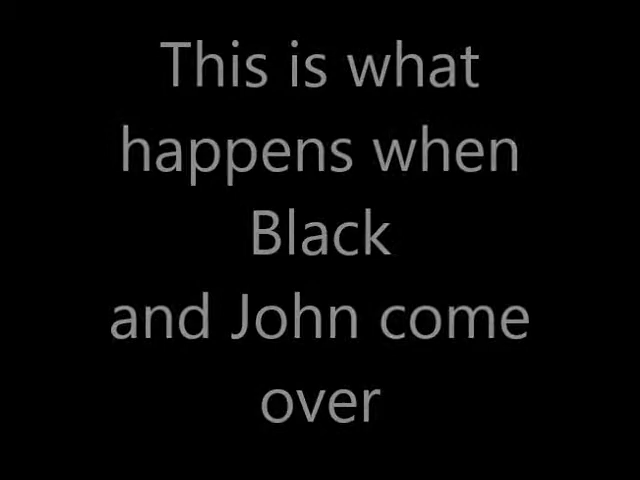 This is what
happens when
Black
and John come
over